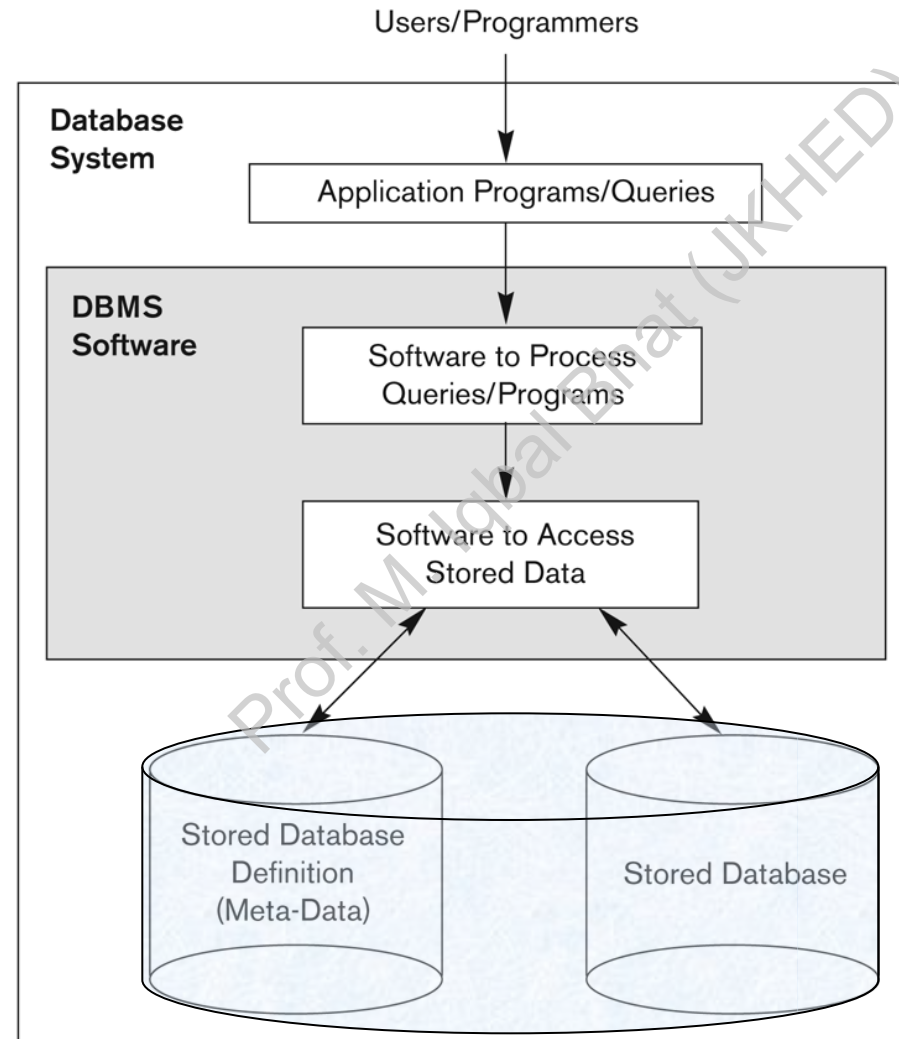 Users/Programmers
Database
System
Application Programs/Queries
DBMS
Software
Software to Process
Queries/Programs
Software to Access
Stored Data
Stored Database
Definition
(Meta-Data)
Stored Database
Prof. M. Iqbal Bhat (JKHED)